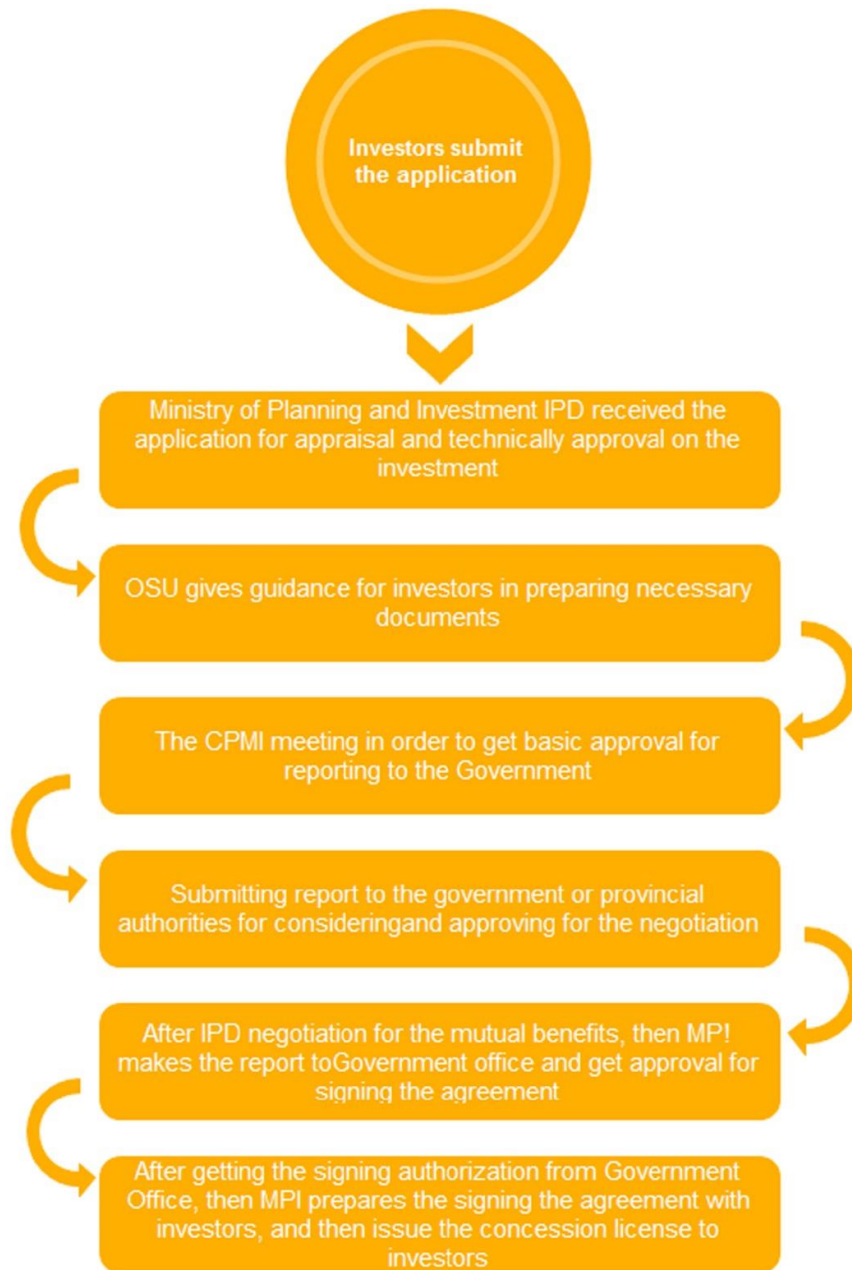 Investors submit
the application
Ministry of Planning and Investment IPD received the
application for appraisal and technically approval on the
investment
OSU gives guidance for investors in preparing necessary
documents
The CPMI meeting in order to get basic approval for
reporting to the Government
Submitting report to the government or provincial
authorities for consideringand approving for the negotiation
After IPD negotiation for the mutual benefits, then MP!
makes the report toGovernment office and get approval for
signing the agreement
After getting the signing authorization from Government
Office, then MPI prepares the signing the agreement with
investors, and then issue the concession license to
investors